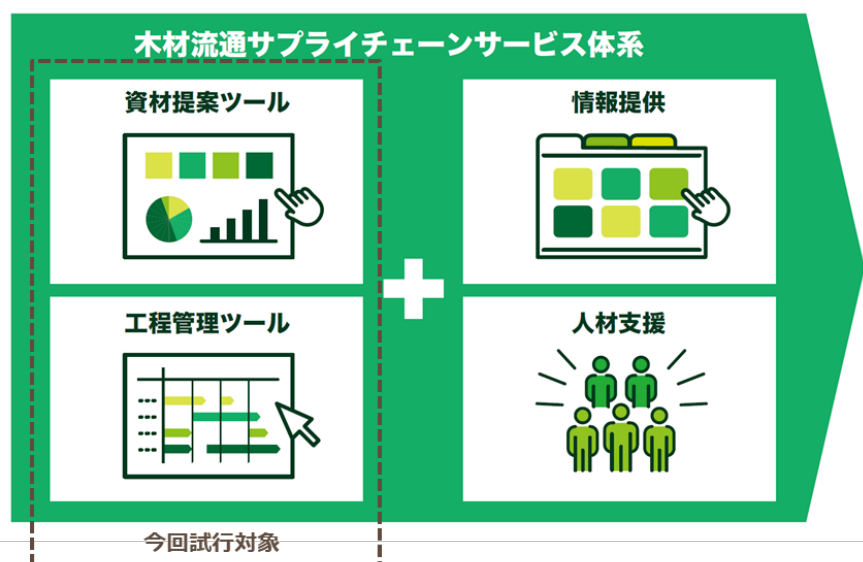 木材流通サプライチェーンサービス体系
資材提案ツール
情報提供
工程管理ツール
人材支援
今回試行対象